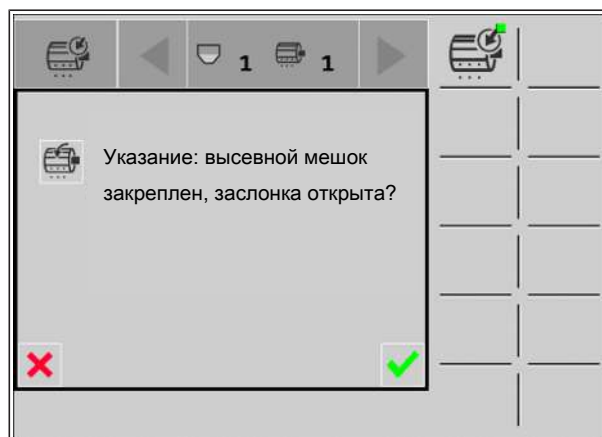 1 1
Указание: высевной мешок
закреплен, заслонка открыта?